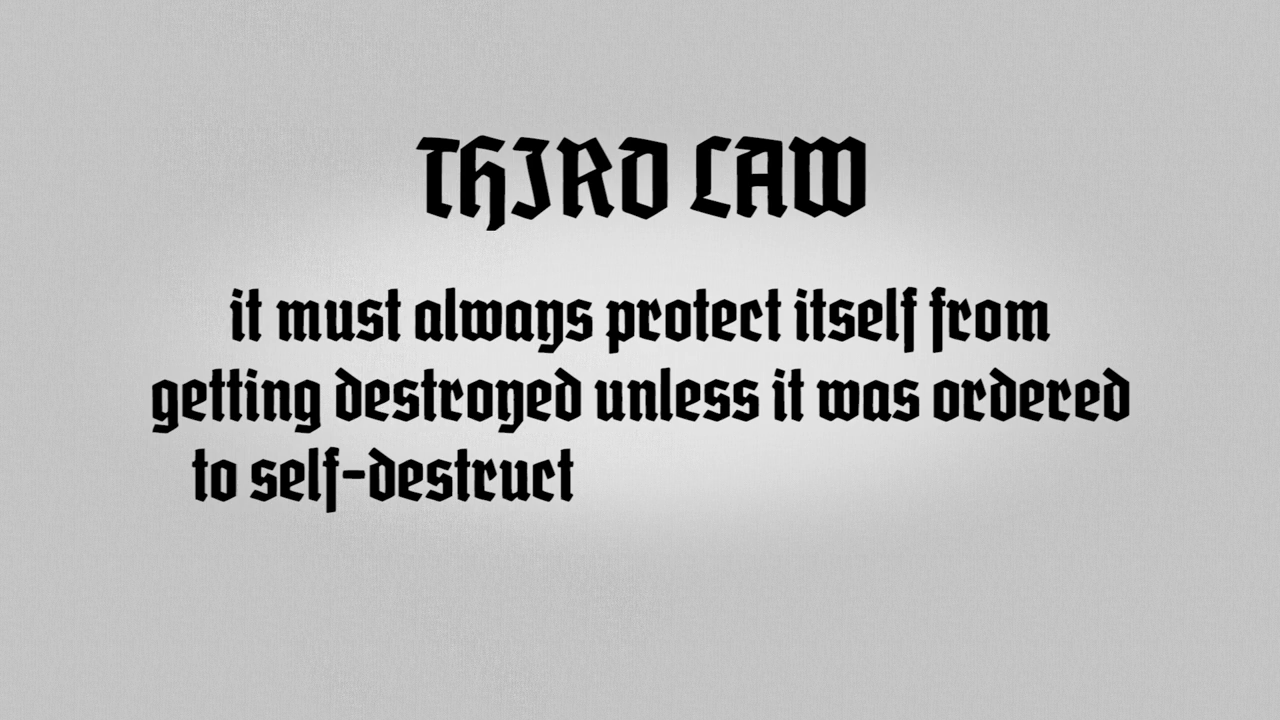 THIRD LAW
it must always protect itself from
getting destroyed unless it was ordered
to self-destruct